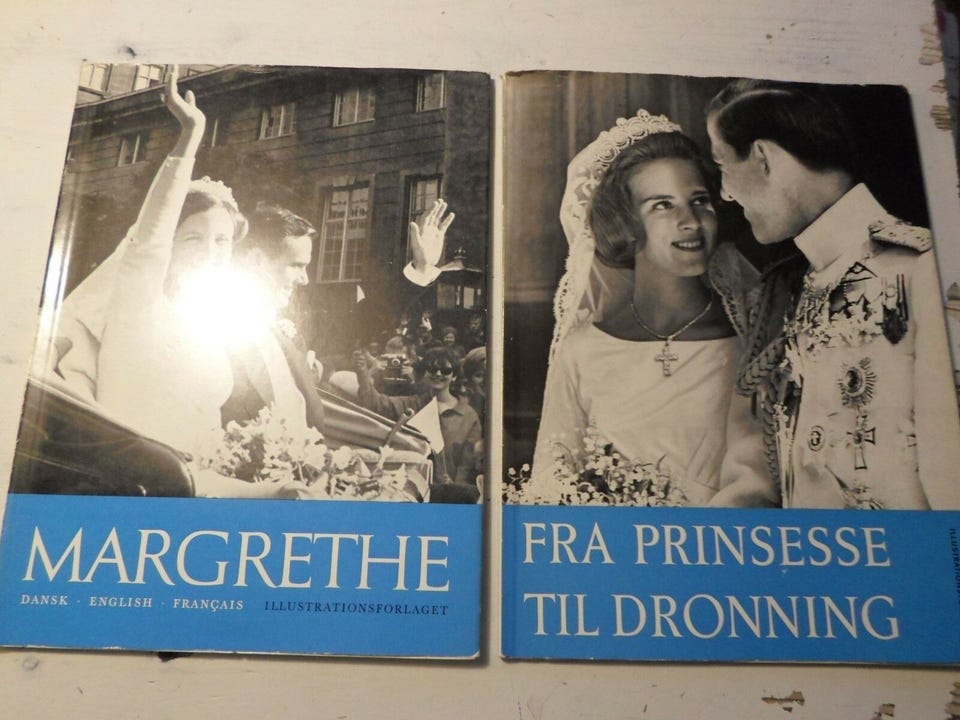 MARGRETHE
DANSK · ENGLISH · FRANÇAIS ILLUSTRATIONSFORLAGET
FRA PRINSESSE
TIL DRONNING